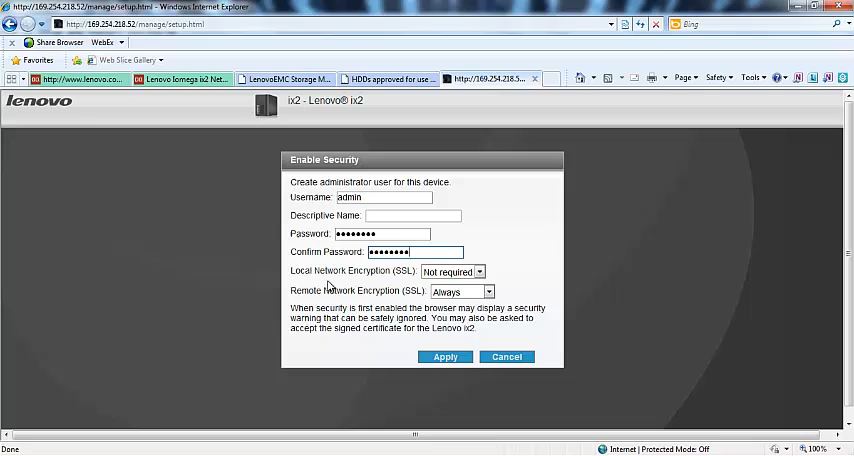 http://169.254.218.52/manage/setup.html - Windows Internet Explorer
http://169.254.218.52/manage/setup.html
Bing
x Share Browser WebEx
Favorites Web Slice Gallery
http://www.lenovo.co... Lenovo Iomega ix2 Net... LenovoEMC Storage M... HDDs approved for use ... http://169.254.218.5... Page Safety Tools
lenovo ix2 - Lenovo® ix2
Enable Security
Create administrator user for this device.
Username: admin
Descriptive Name:
Password: ●●●●●●●●
Confirm Password: ●●●●●●●●
Local Network Encryption (SSL): Not required
Remote Network Encryption (SSL): Always
When security is first enabled the browser may display a security
warning that can be safely ignored. You may also be asked to
accept the signed certificate for the Lenovo ix2.
Apply Cancel
Done Internet | Protected Mode: Off 100%